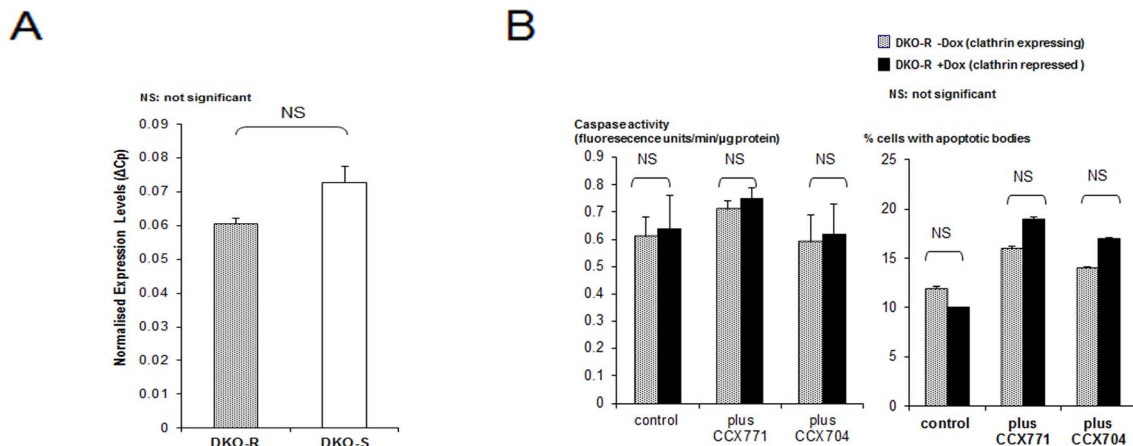 A
NS: not significant
NS
Normalised Expression Levels (ΔCp)
0.09
0.08
0.07
0.06
0.05
0.04
0.03
0.02
0.01
0
DKO-R DKO-S
B
DKO-R -Dox (clathrin expressing)
DKO-R +Dox (clathrin repressed )
NS: not significant
Caspase activity
(fluoresecence units/min/µg protein)
NS NS NS
0.9
0.8
0.7
0.6
0.5
0.4
0.3
0.2
0.1
0
control plus CCX771 plus CCX704
% cells with apoptotic bodies
NS NS NS
25
20
15
10
5
0
control plus CCX771 plus CCX704